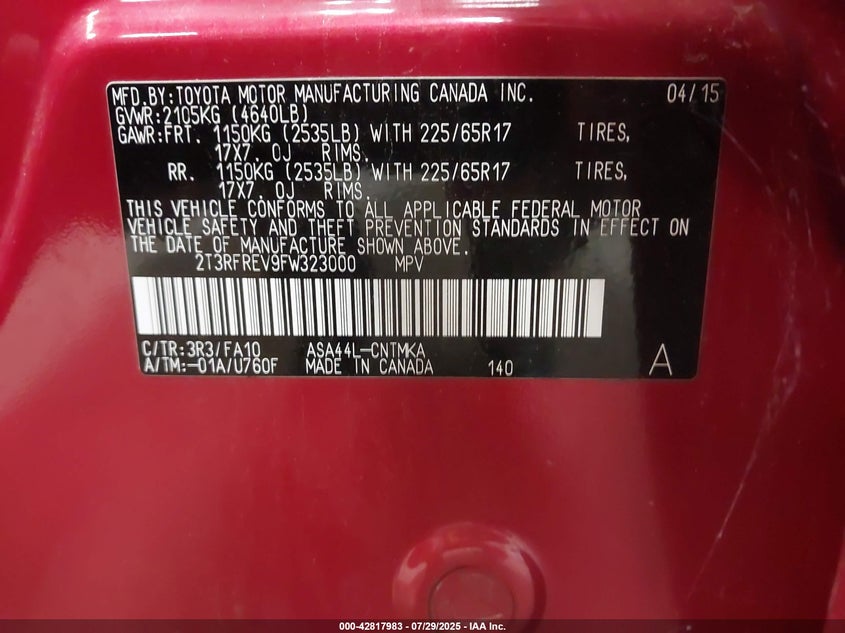 MFD.BY:TOYOTA MOTOR MANUFACTURING CANADA INC. 04/15
GVWR:2105KG (4640LB)
GAWR:FRT. 1150KG (2535LB) WITH 225/65R17 TIRES,
17X7.0J RIMS.
RR. 1150KG (2535LB) WITH 225/65R17 TIRES,
17X7.0J RIMS.
THIS VEHICLE CONFORMS TO ALL APPLICABLE FEDERAL MOTOR
VEHICLE SAFETY AND THEFT PREVENTION STANDARDS IN EFFECT ON
THE DATE OF MANUFACTURE SHOWN ABOVE.
2T3RFREV9FW323000 MPV
C/TR:3R3/FA10 ASA44L-CNTMKA
A/TM:-01A/U760F MADE IN CANADA 140 A
000-42817983 / 07/29/2025 - IAA Inc.